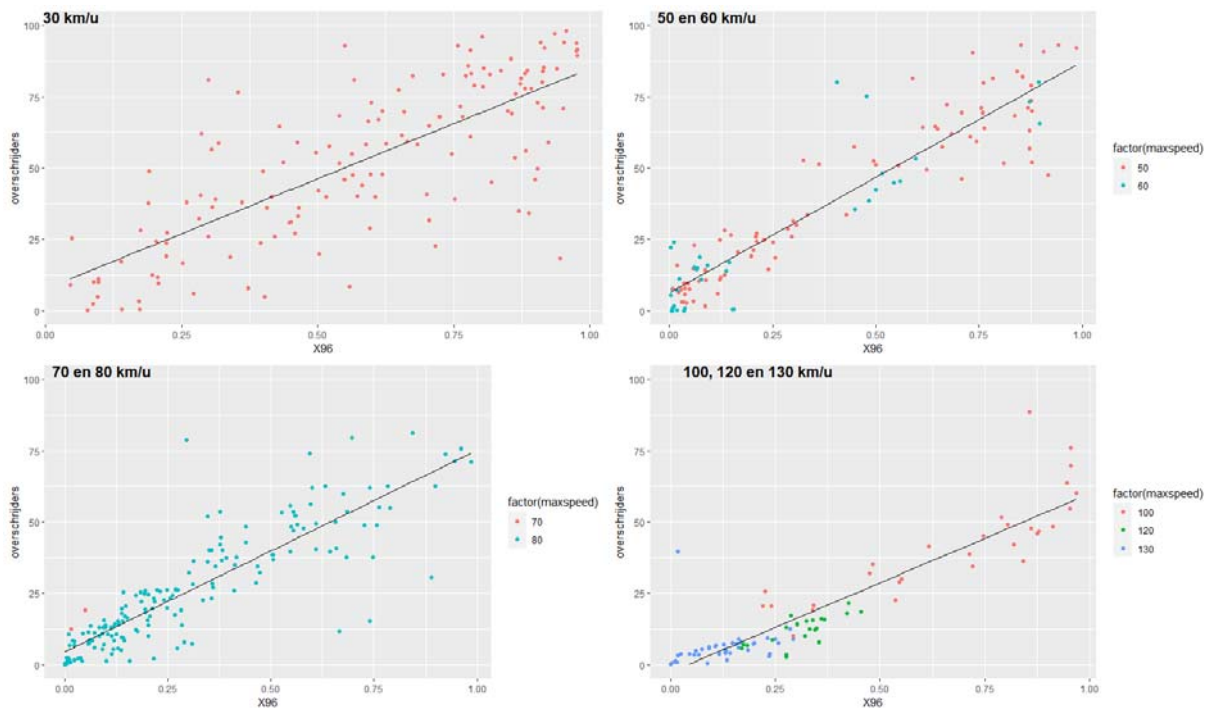 30 km/u
100
75
50
25
0
overschrijders
0.00 0.25 0.50 0.75 1.00
X96
50 en 60 km/u
100
75
50
25
0
overschrijders
0.00 0.25 0.50 0.75 1.00
X96
factor(maxspeed)
50
60
70 en 80 km/u
100
75
50
25
0
overschrijders
0.00 0.25 0.50 0.75 1.00
X96
factor(maxspeed)
70
80
100, 120 en 130 km/u
100
75
50
25
0
overschrijders
0.00 0.25 0.50 0.75 1.00
X96
factor(maxspeed)
100
120
130